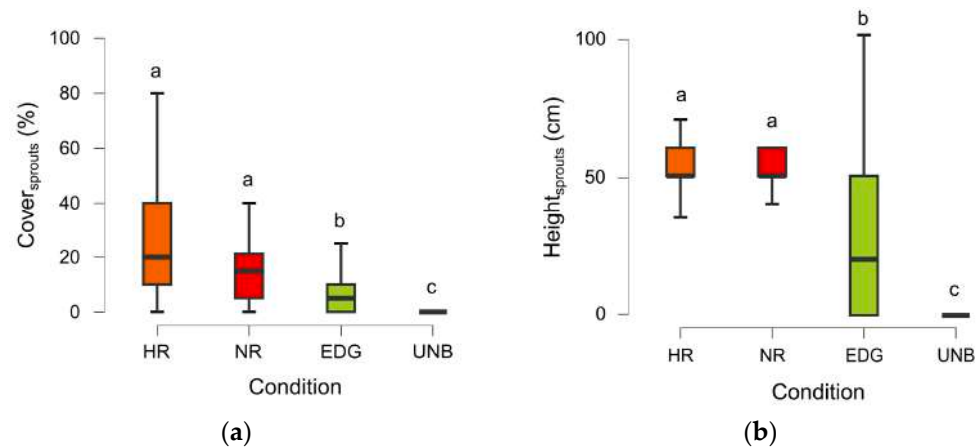 100
80
60
40
20
0
Cover sprouts (%)
a
a
b
c
HR NR EDG UNB
Condition
(a)
100
50
0
Height sprouts (cm)
a
a
b
c
HR NR EDG UNB
Condition
(b)